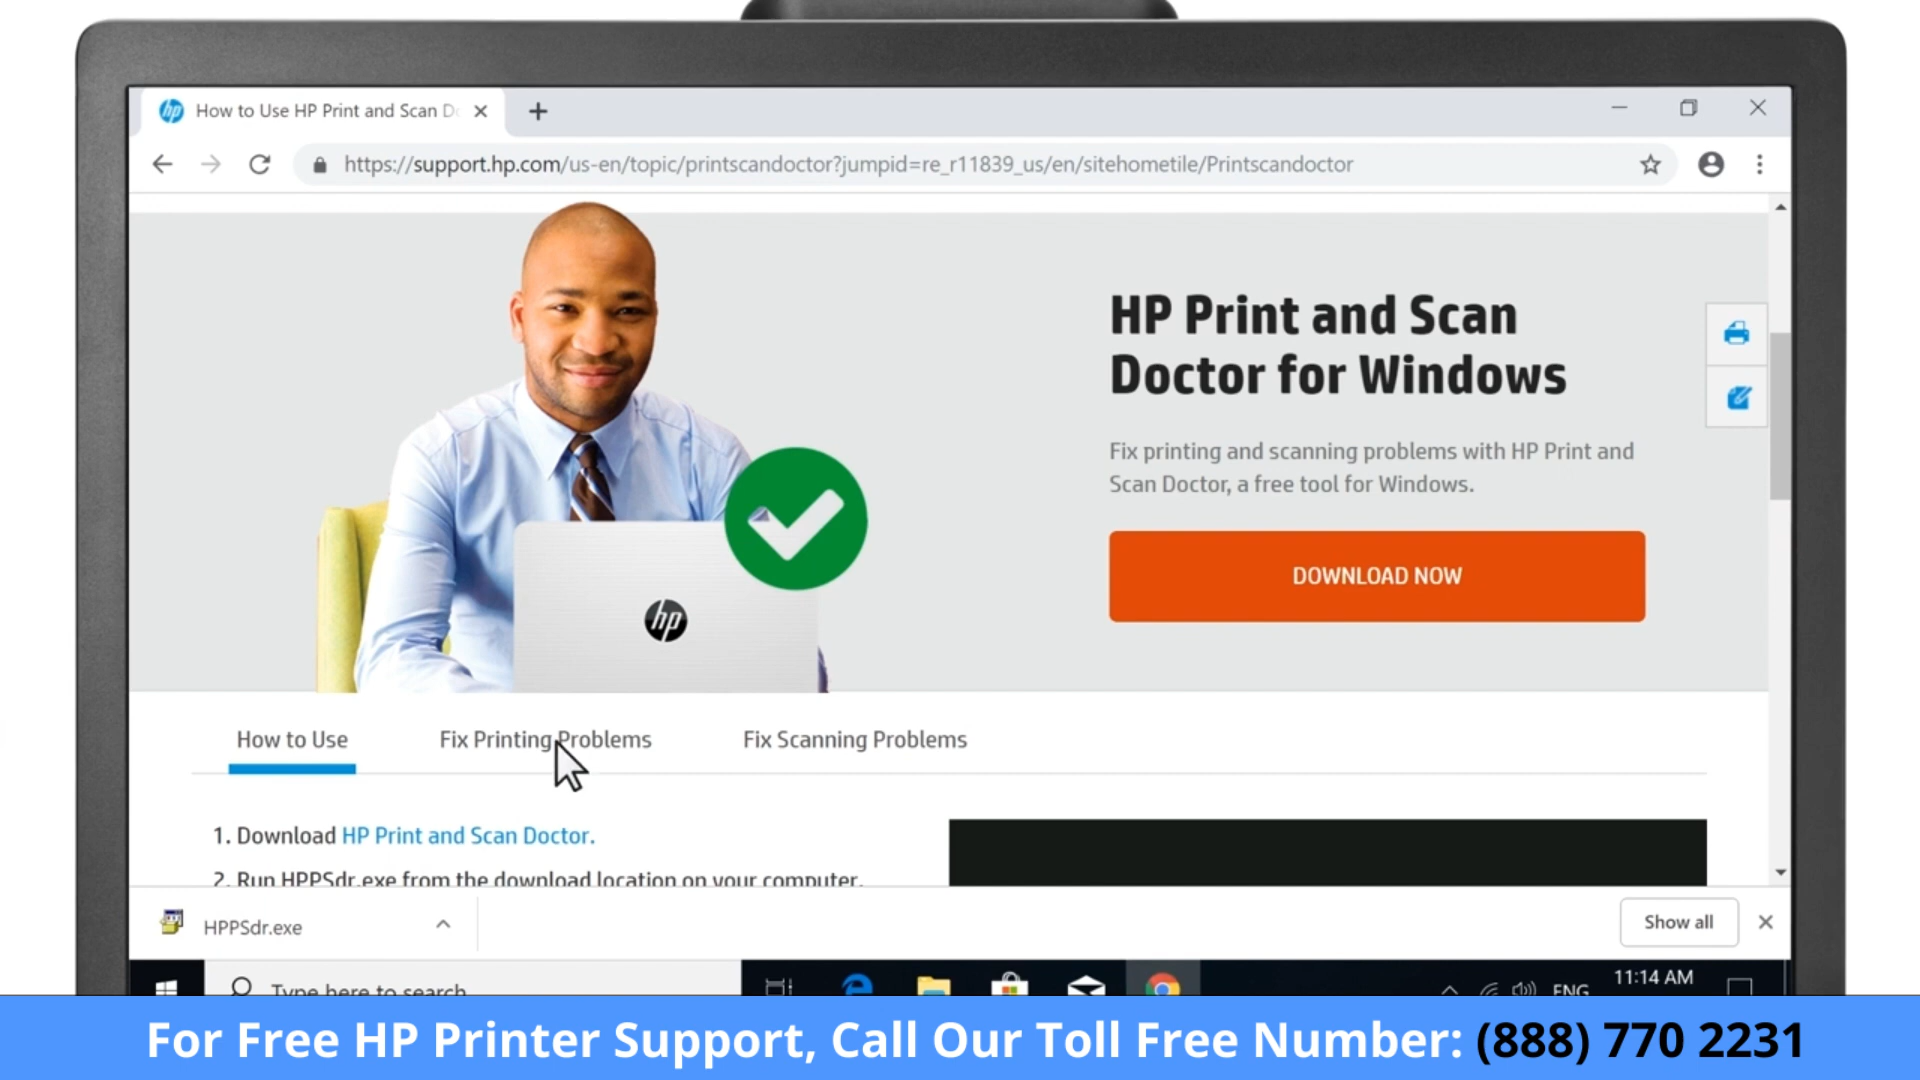 How to Use HP Print and Scan D
https://support.hp.com/us-en/topic/printscandoctor?jumpid=re_r11839_us/en/sitehometile/Printscandoctor
HP Print and Scan
Doctor for Windows
Fix printing and scanning problems with HP Print and
Scan Doctor, a free tool for Windows.
DOWNLOAD NOW
hp
How to Use
Fix Printing Problems
Fix Scanning Problems
1. Download HP Print and Scan Doctor.
2. Run HPPSdr.exe from the download location on your computer.
HPPSdr.exe
Show all
Type here to search
ENG
11:14 AM
For Free HP Printer Support, Call Our Toll Free Number: (888) 770 2231